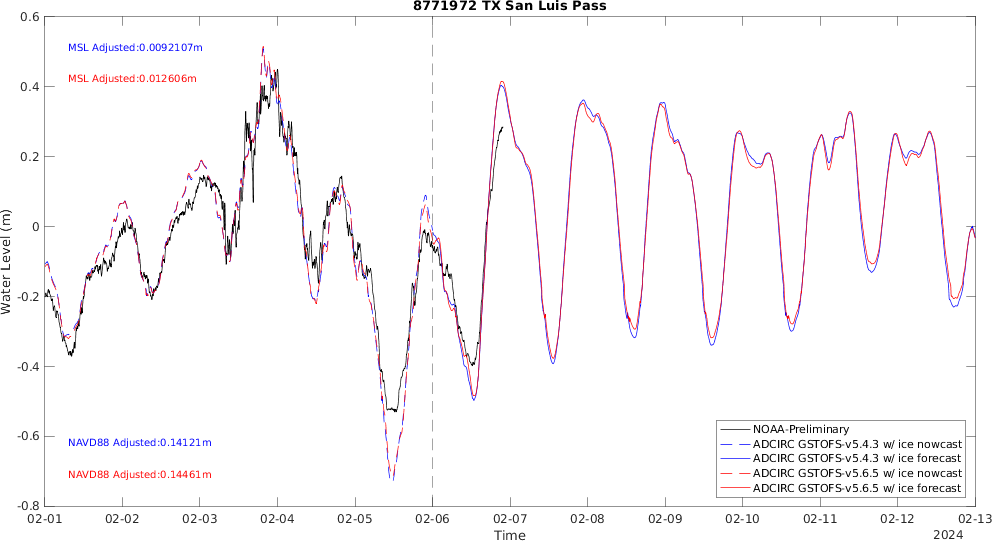 8771972 TX San Luis Pass
0.6
MSL Adjusted:0.0092107m
MSL Adjusted:0.012606m
0.4
0.2
0
-0.2
-0.4
-0.6
-0.8
Water Level (m)
NAVD88 Adjusted:0.14121m
NAVD88 Adjusted:0.14461m
NOAA-Preliminary
ADCIRC GSTOFS-v5.4.3 w/ ice nowcast
ADCIRC GSTOFS-v5.4.3 w/ ice forecast
ADCIRC GSTOFS-v5.6.5 w/ ice nowcast
ADCIRC GSTOFS-v5.6.5 w/ ice forecast
02-01 02-02 02-03 02-04 02-05 02-06 02-07 02-08 02-09 02-10 02-11 02-12 02-13
Time
2024